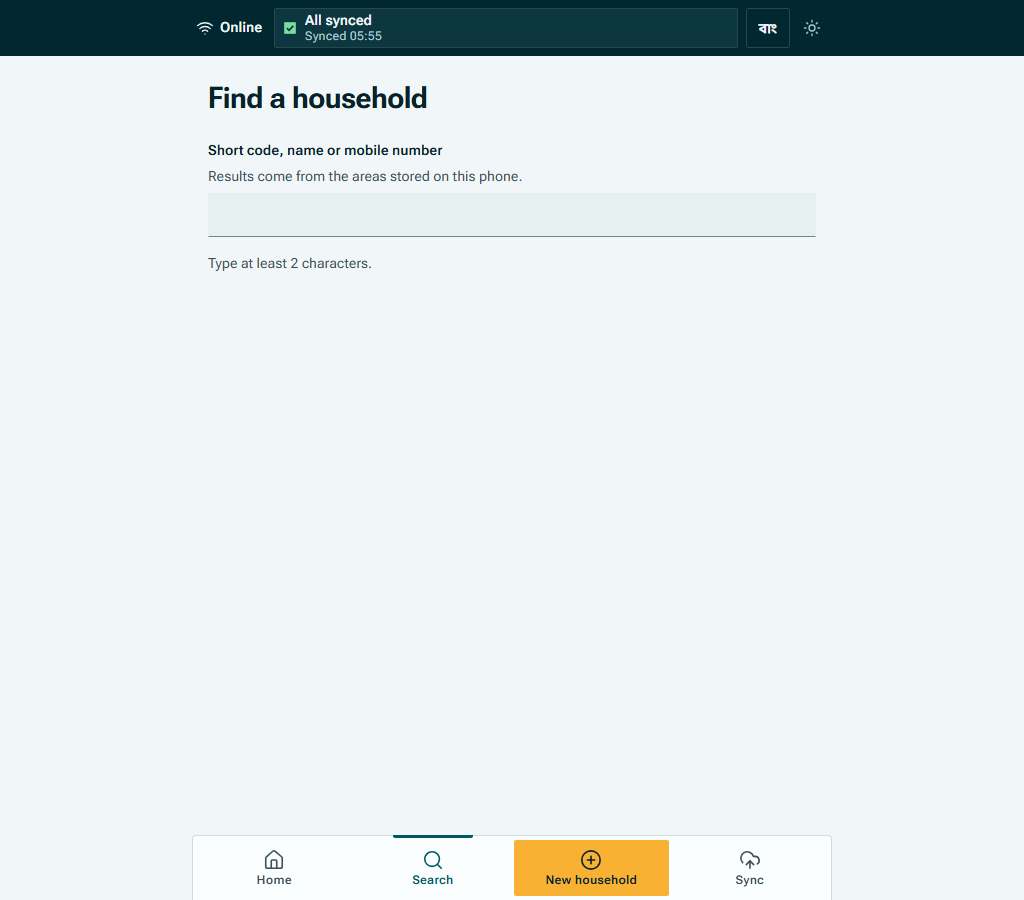 Online
All synced
Synced 05:55
বাং
Find a household
Short code, name or mobile number
Results come from the areas stored on this phone.
Type at least 2 characters.
Home
Search
New household
Sync